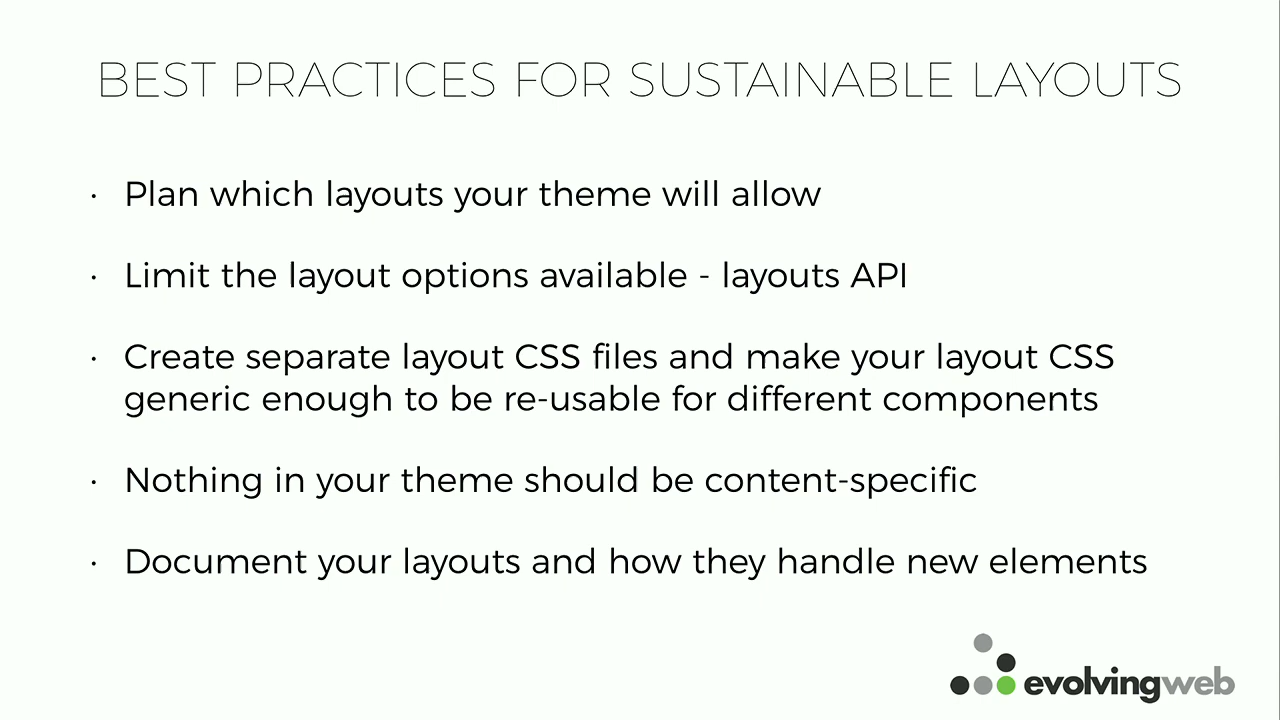 BEST PRACTICES FOR SUSTAINABLE LAYOUTS
· Plan which layouts your theme will allow
· Limit the layout options available - layouts API
· Create separate layout CSS files and make your layout CSS
generic enough to be re-usable for different components
· Nothing in your theme should be content-specific
· Document your layouts and how they handle new elements
evolvingweb